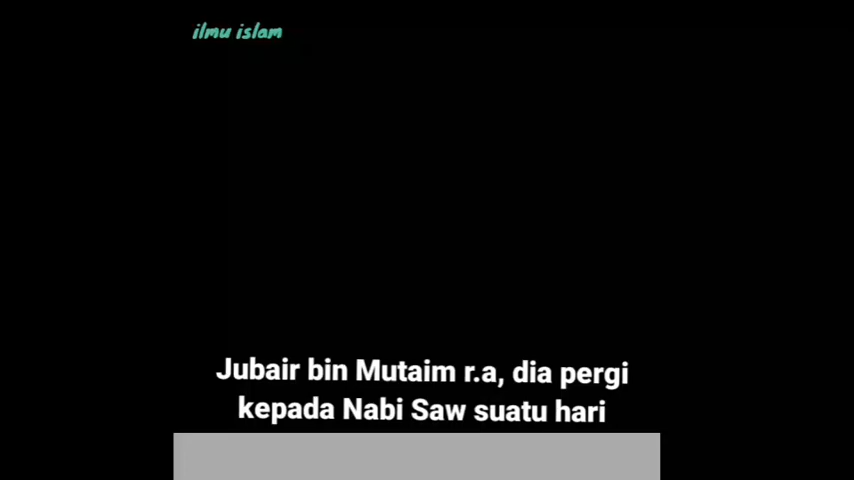 ilmu islam
Jubair bin Mutaim r.a, dia pergi
kepada Nabi Saw suatu hari